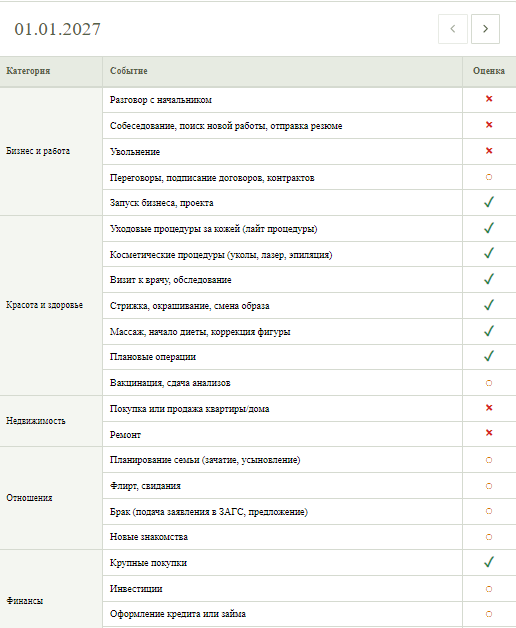 01.01.2027
Категория Событие Оценка
Разговор с начальником
Собеседование, поиск новой работы, отправка резюме
Бизнес и работа Увольнение
Переговоры, подписание договоров, контрактов
Запуск бизнеса, проекта
Уходовые процедуры за кожей (лайт процедуры)
Косметические процедуры (уколы, лазер, эпиляция)
Визит к врачу, обследование
Красота и здоровье Стрижка, окрашивание, смена образа
Массаж, начало диеты, коррекция фигуры
Плановые операции
Вакцинация, сдача анализов
Недвижимость
Покупка или продажа квартиры/дома
Ремонт
Отношения
Планирование семьи (зачатие, усыновление)
Флирт, свидания
Брак (подача заявления в ЗАГС, предложение)
Новые знакомства
Финансы
Крупные покупки
Инвестиции
Оформление кредита или займа